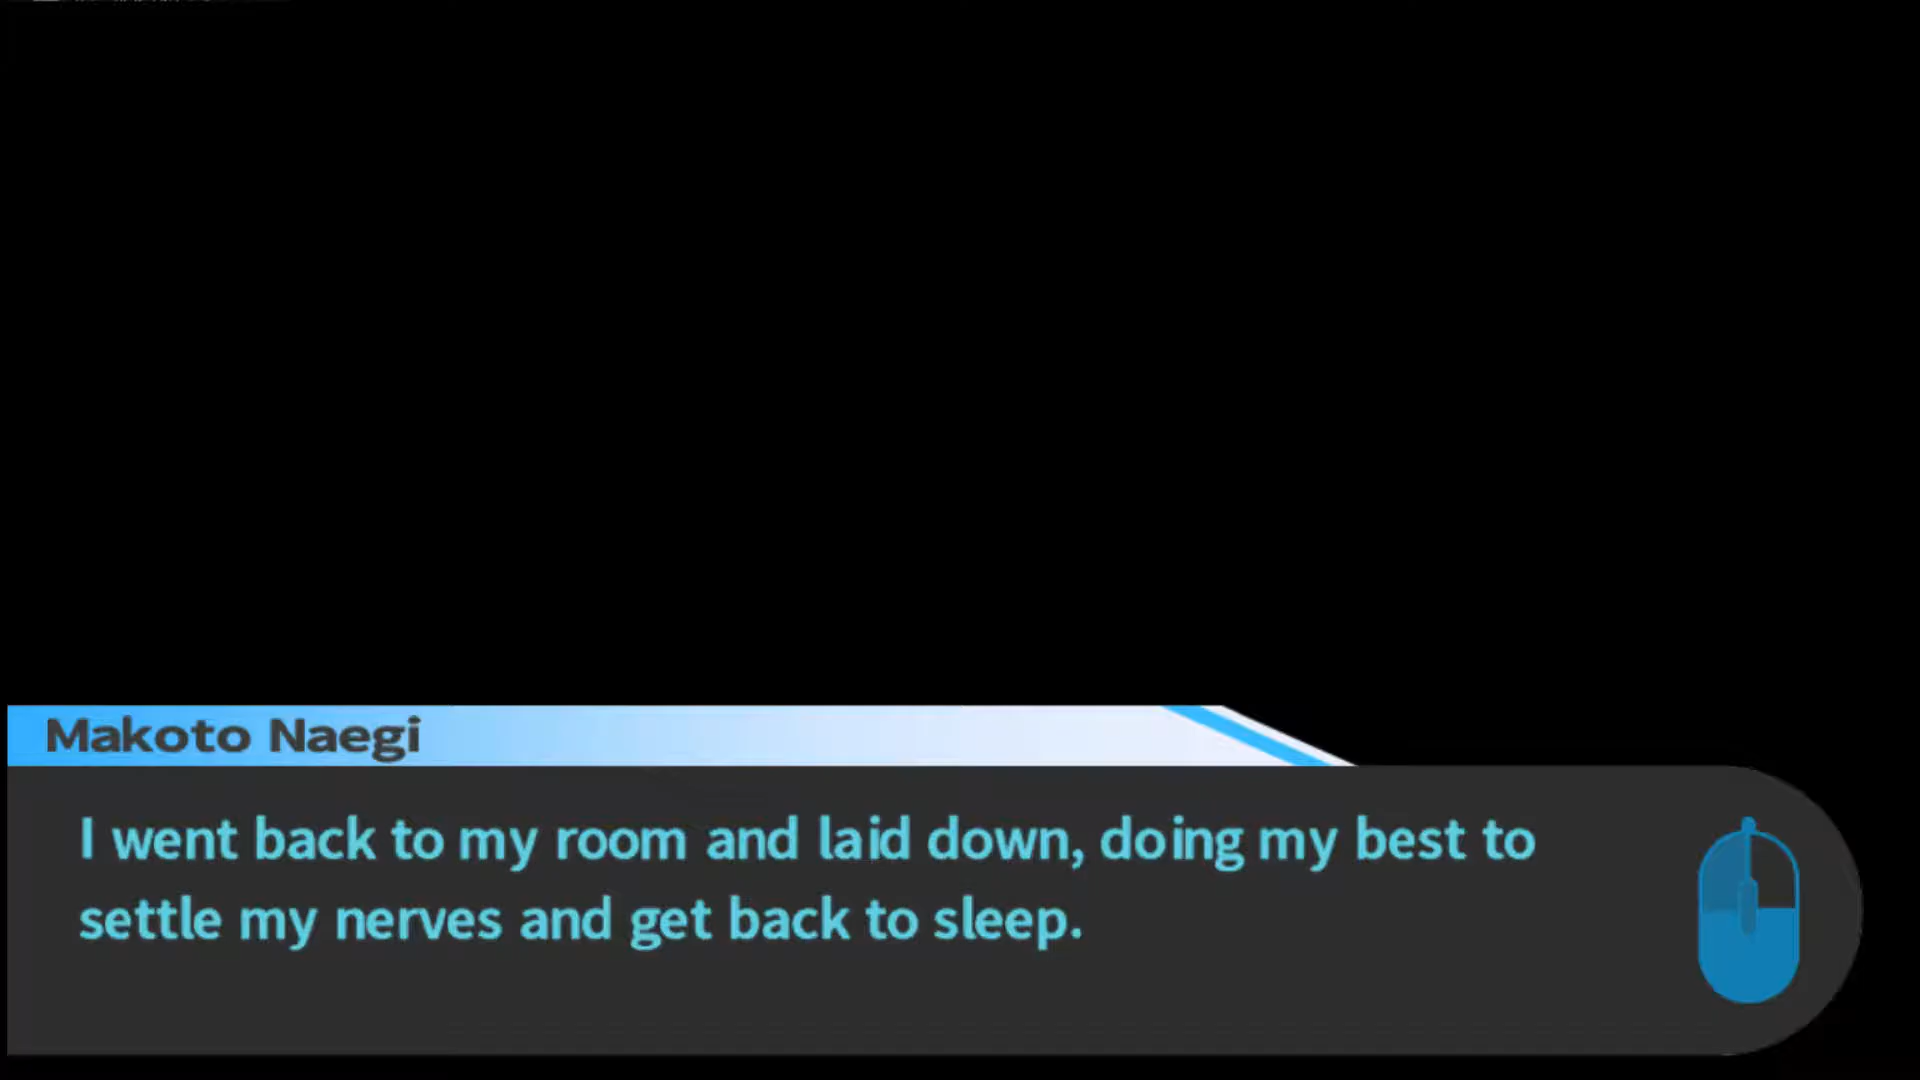 Makoto Naegi
I went back to my room and laid down, doing my best to
settle my nerves and get back to sleep.